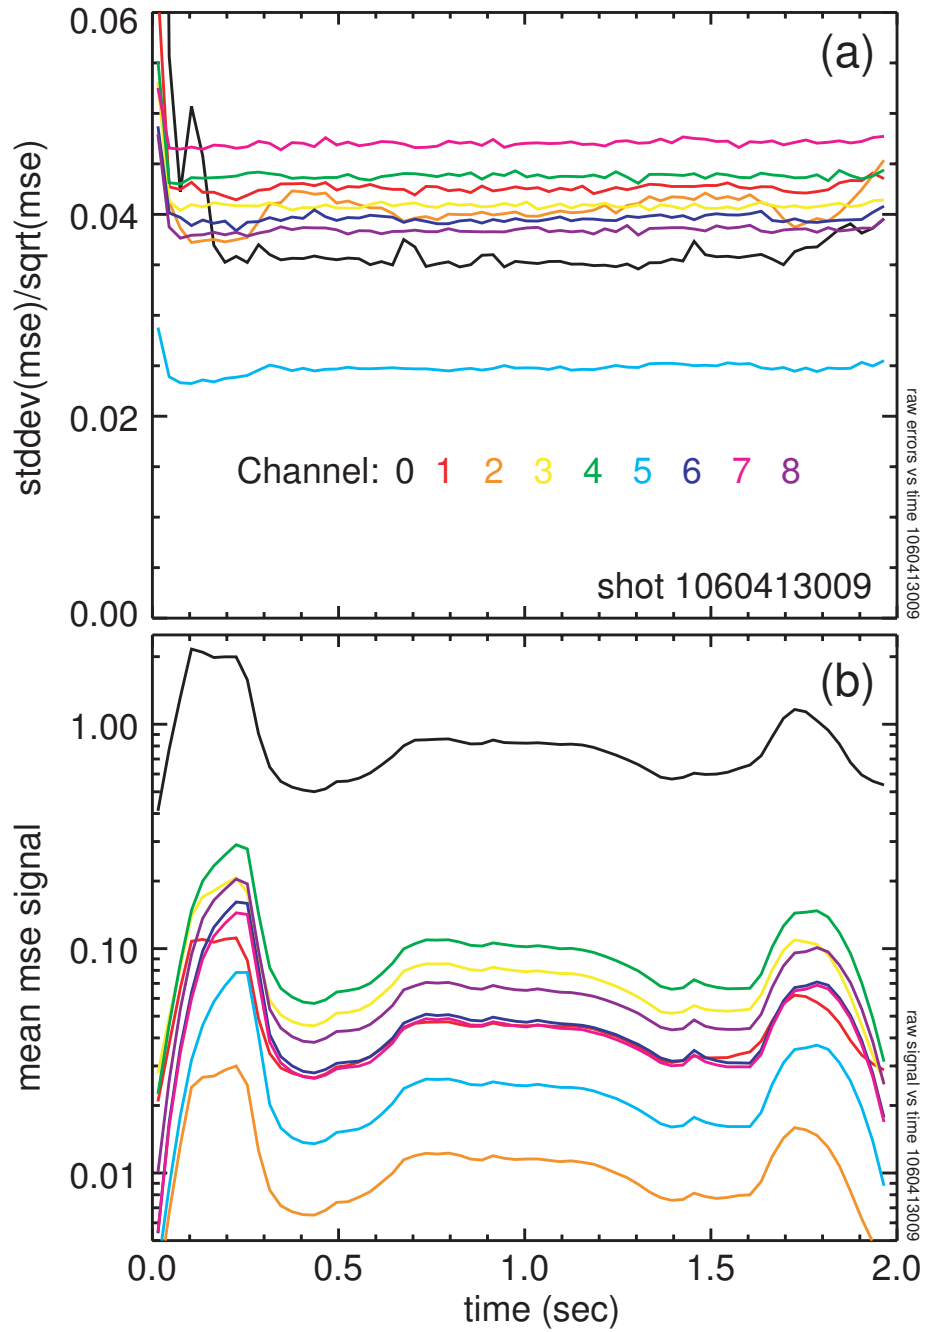 (a)
0.06
0.04
0.02
0.00
stddev(mse)/sqrt(mse)
Channel: 0 1 2 3 4 5 6 7 8
shot 1060413009
raw errors vs time 1060413009
(b)
1.00
0.10
0.01
mean mse signal
raw signal vs time 1060413009
0.0 0.5 1.0 1.5 2.0
time (sec)